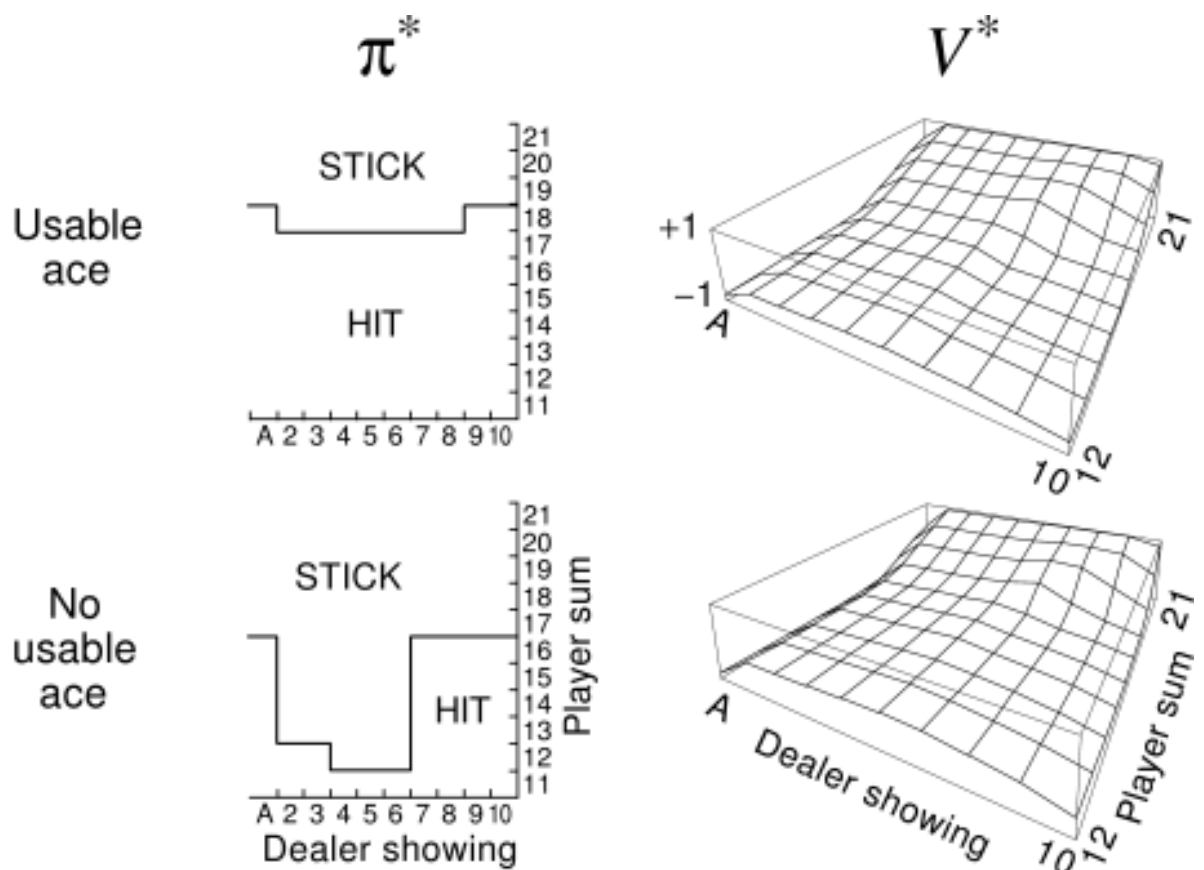 π*
V*
Usable
ace
STICK
HIT
21
20
19
18
17
16
15
14
13
12
11
A 2 3 4 5 6 7 8 9 10
+1
−1
A
10
12
21
No
usable
ace
STICK
HIT
21
20
19
18
17
16
15
14
13
12
11
Player sum
A 2 3 4 5 6 7 8 9 10
Dealer showing
A
Dealer showing
10
12
Player sum
21